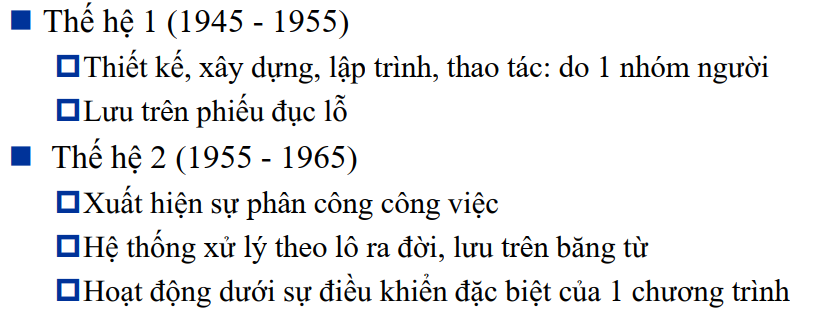 Thế hệ 1 (1945 - 1955)
Thiết kế, xây dựng, lập trình, thao tác: do 1 nhóm người
Lưu trên phiếu đục lỗ
Thế hệ 2 (1955 - 1965)
Xuất hiện sự phân công công việc
Hệ thống xử lý theo lô ra đời, lưu trên băng từ
Hoạt động dưới sự điều khiển đặc biệt của 1 chương trình